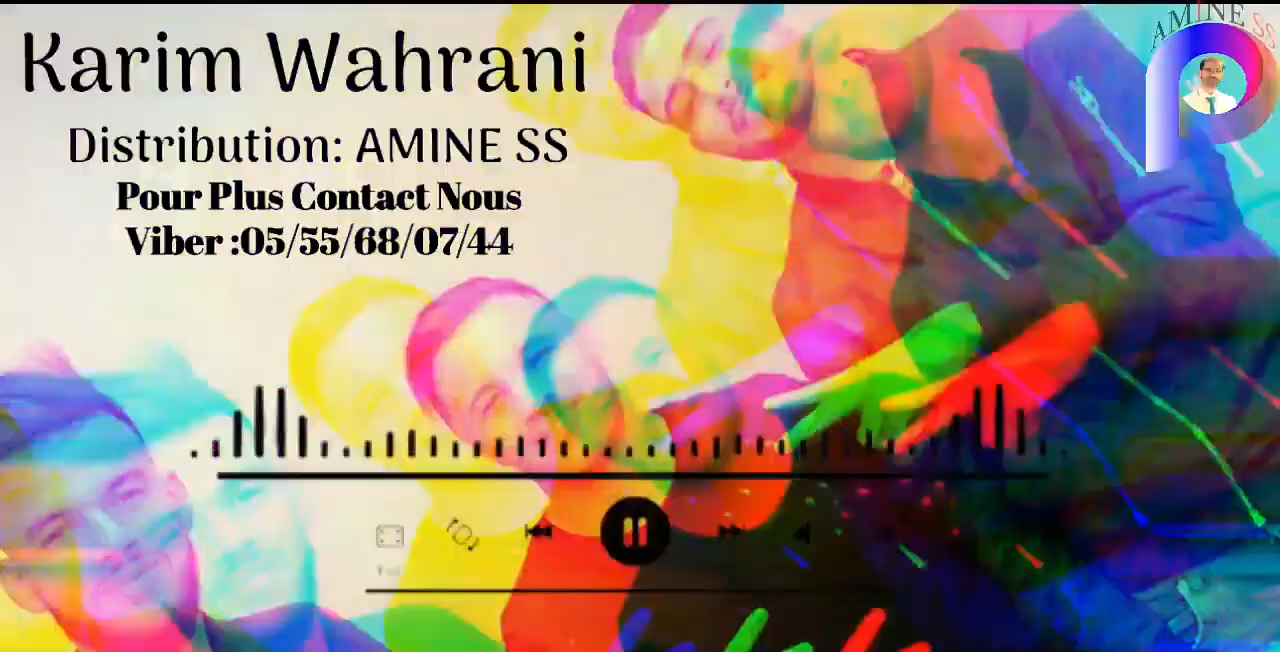 AMINE SS
Karim Wahrani
Distribution: AMINE SS
Pour Plus Contact Nous
Viber :05/55/68/07/44